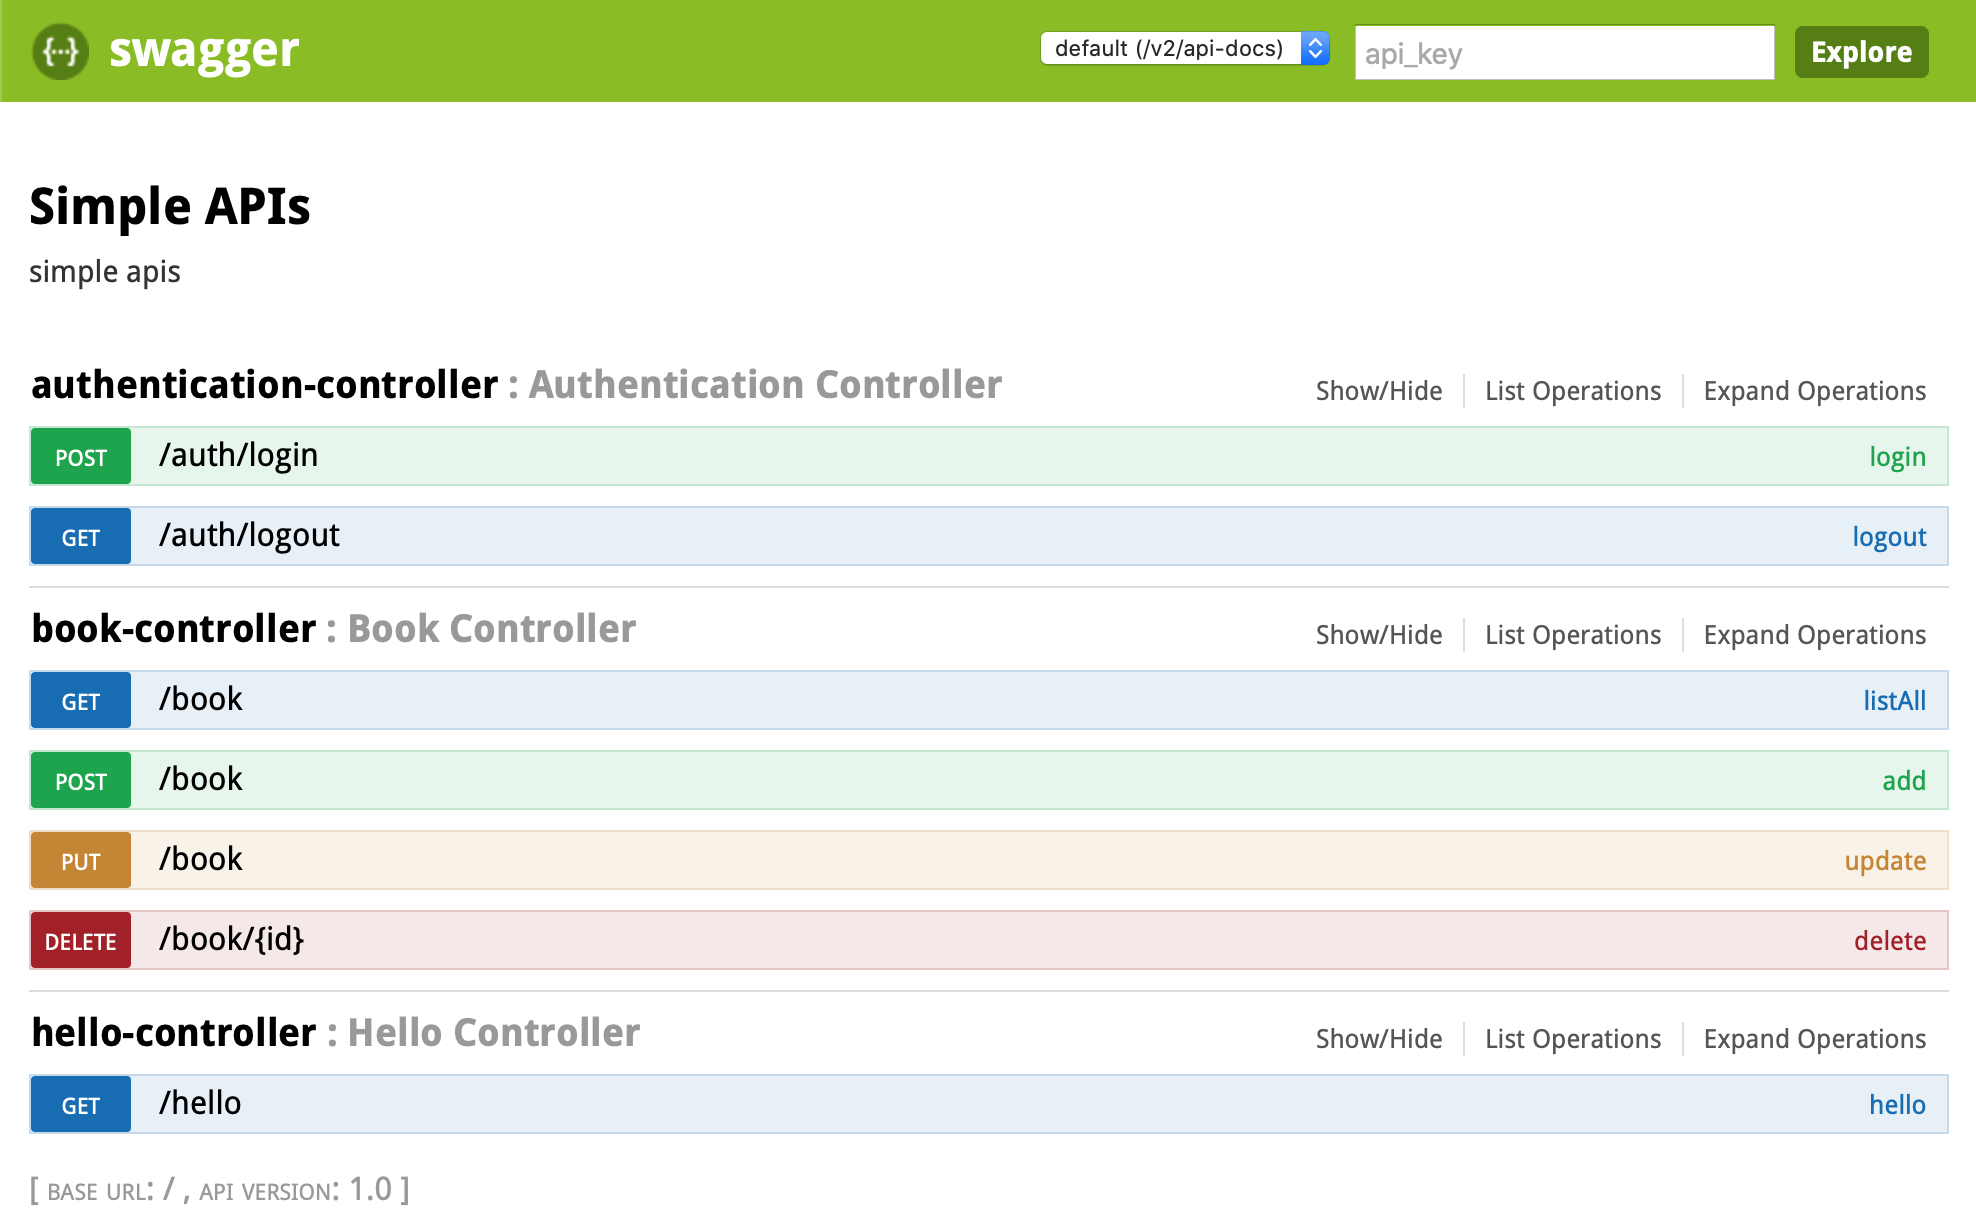 {···} swagger default (/v2/api-docs) api_key Explore
Simple APIs
simple apis
authentication-controller : Authentication Controller Show/Hide List Operations Expand Operations
POST /auth/login login
GET /auth/logout logout
book-controller : Book Controller Show/Hide List Operations Expand Operations
GET /book listAll
POST /book add
PUT /book update
DELETE /book/{id} delete
hello-controller : Hello Controller Show/Hide List Operations Expand Operations
GET /hello hello
[ BASE URL: / , API VERSION: 1.0 ]